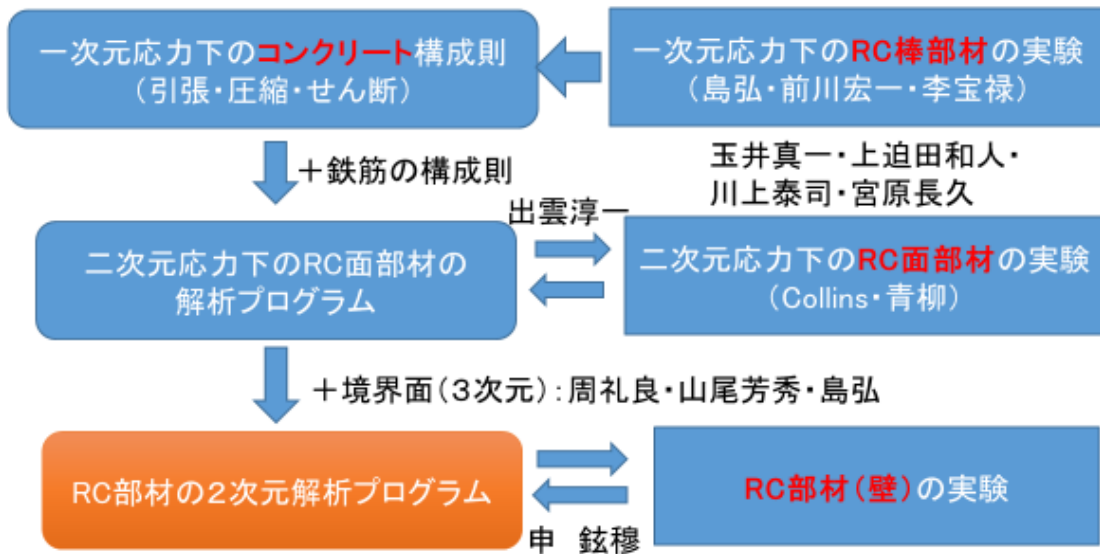 一次元応力下のコンクリート構成則
（引張・圧縮・せん断）
一次元応力下のRC棒部材の実験
（島弘・前川宏一・李宝禄）
＋鉄筋の構成則
玉井真一・上迫田和人・
川上泰司・宮原長久
出雲淳一
二次元応力下のRC面部材の
解析プログラム
二次元応力下のRC面部材の実験
（Collins・青柳）
＋境界面（３次元）：周礼良・山尾芳秀・島弘
RC部材の２次元解析プログラム
RC部材（壁）の実験
申　鉉穆